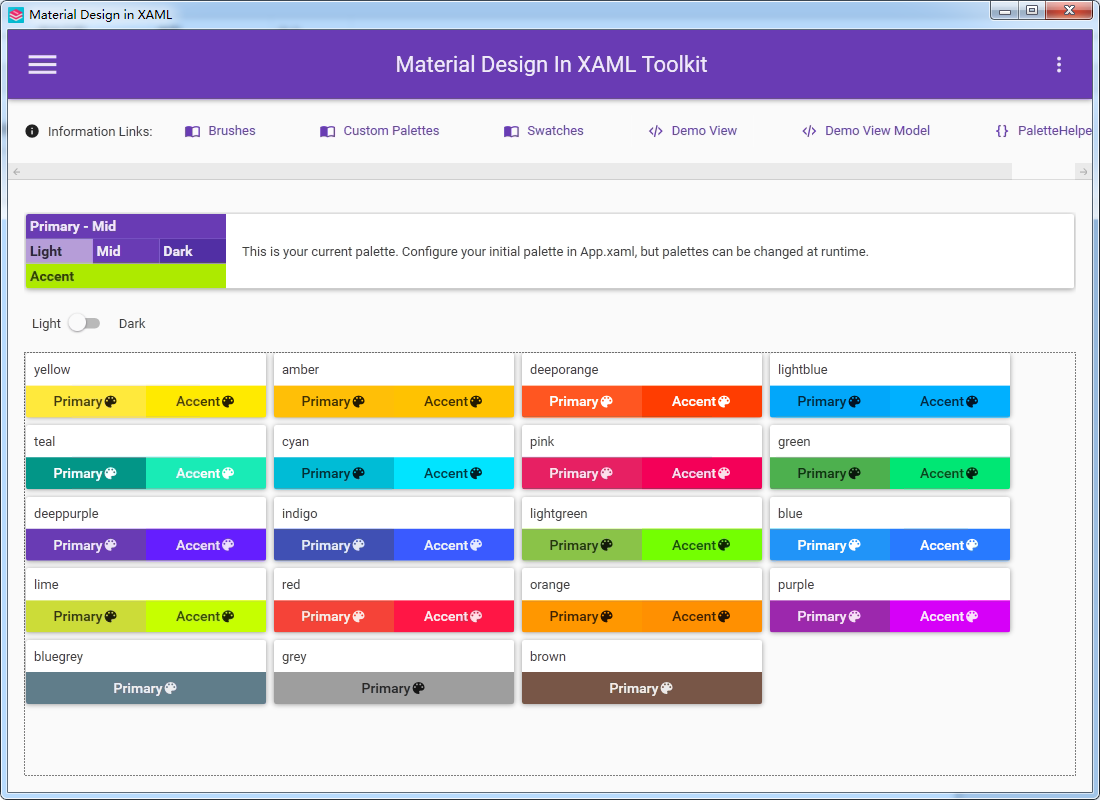 Material Design in XAML
Material Design In XAML Toolkit
Information Links: Brushes Custom Palettes Swatches Demo View Demo View Model PaletteHelpe
Primary - Mid
Light Mid Dark
Accent
This is your current palette. Configure your initial palette in App.xaml, but palettes can be changed at runtime.
Light Dark
yellow amber deeporange lightblue
Primary Accent Primary Accent Primary Accent Primary Accent
teal cyan pink green
Primary Accent Primary Accent Primary Accent Primary Accent
deeppurple indigo lightgreen blue
Primary Accent Primary Accent Primary Accent Primary Accent
lime red orange purple
Primary Accent Primary Accent Primary Accent Primary Accent
bluegrey grey brown
Primary Primary Primary